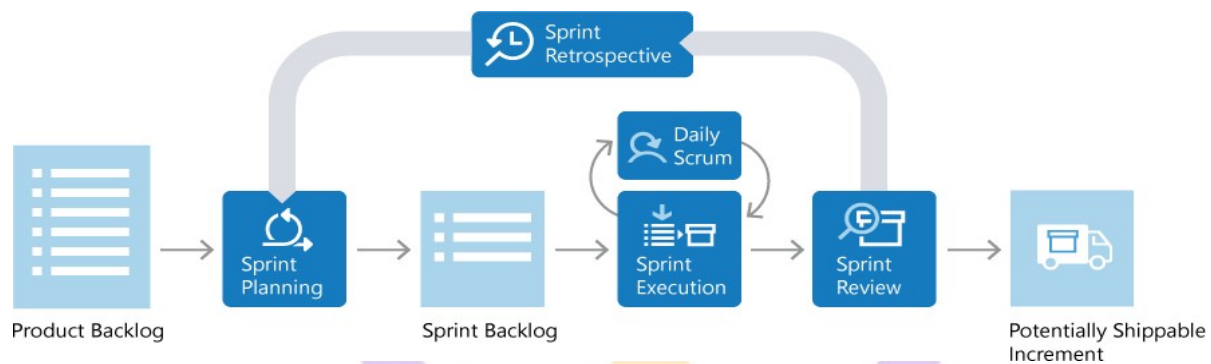 Sprint
Retrospective
Daily
Scrum
Sprint
Planning
Sprint
Execution
Sprint
Review
Product Backlog
Sprint Backlog
Potentially Shippable
Increment